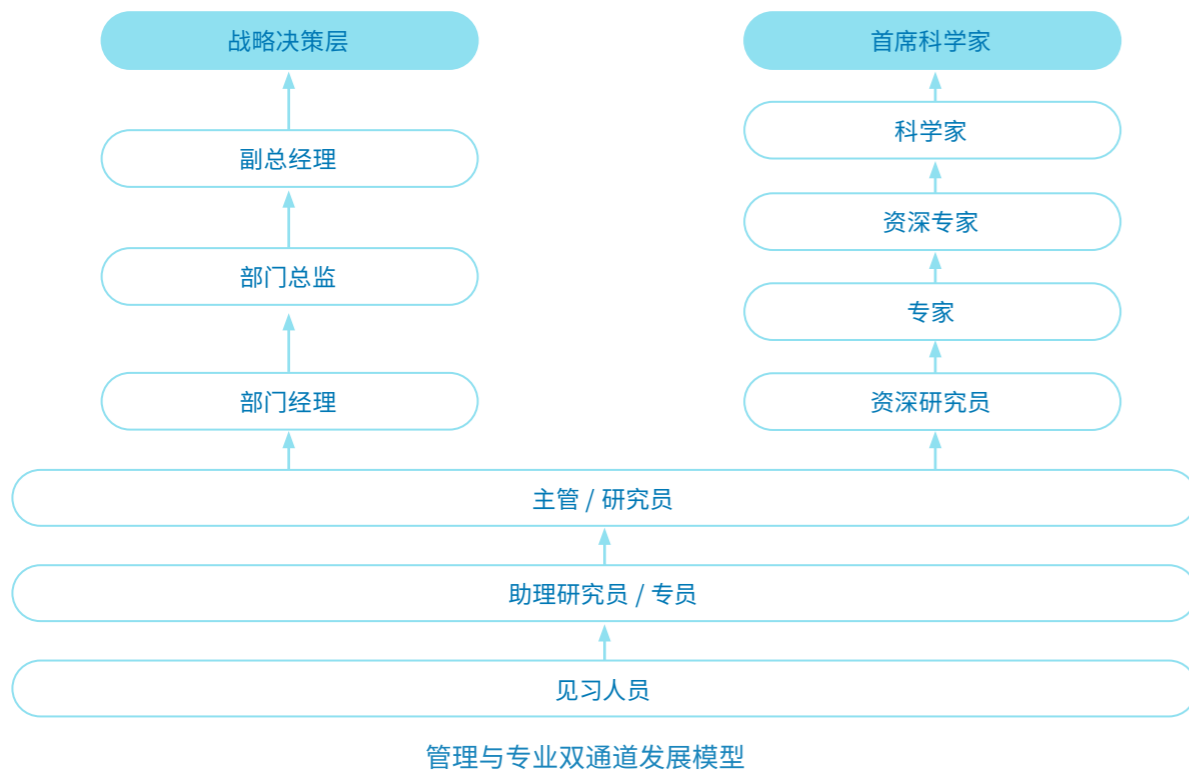 战略决策层
首席科学家
科学家
副总经理
资深专家
部门总监
专家
部门经理
资深研究员
主管 / 研究员
助理研究员 / 专员
见习人员
管理与专业双通道发展模型